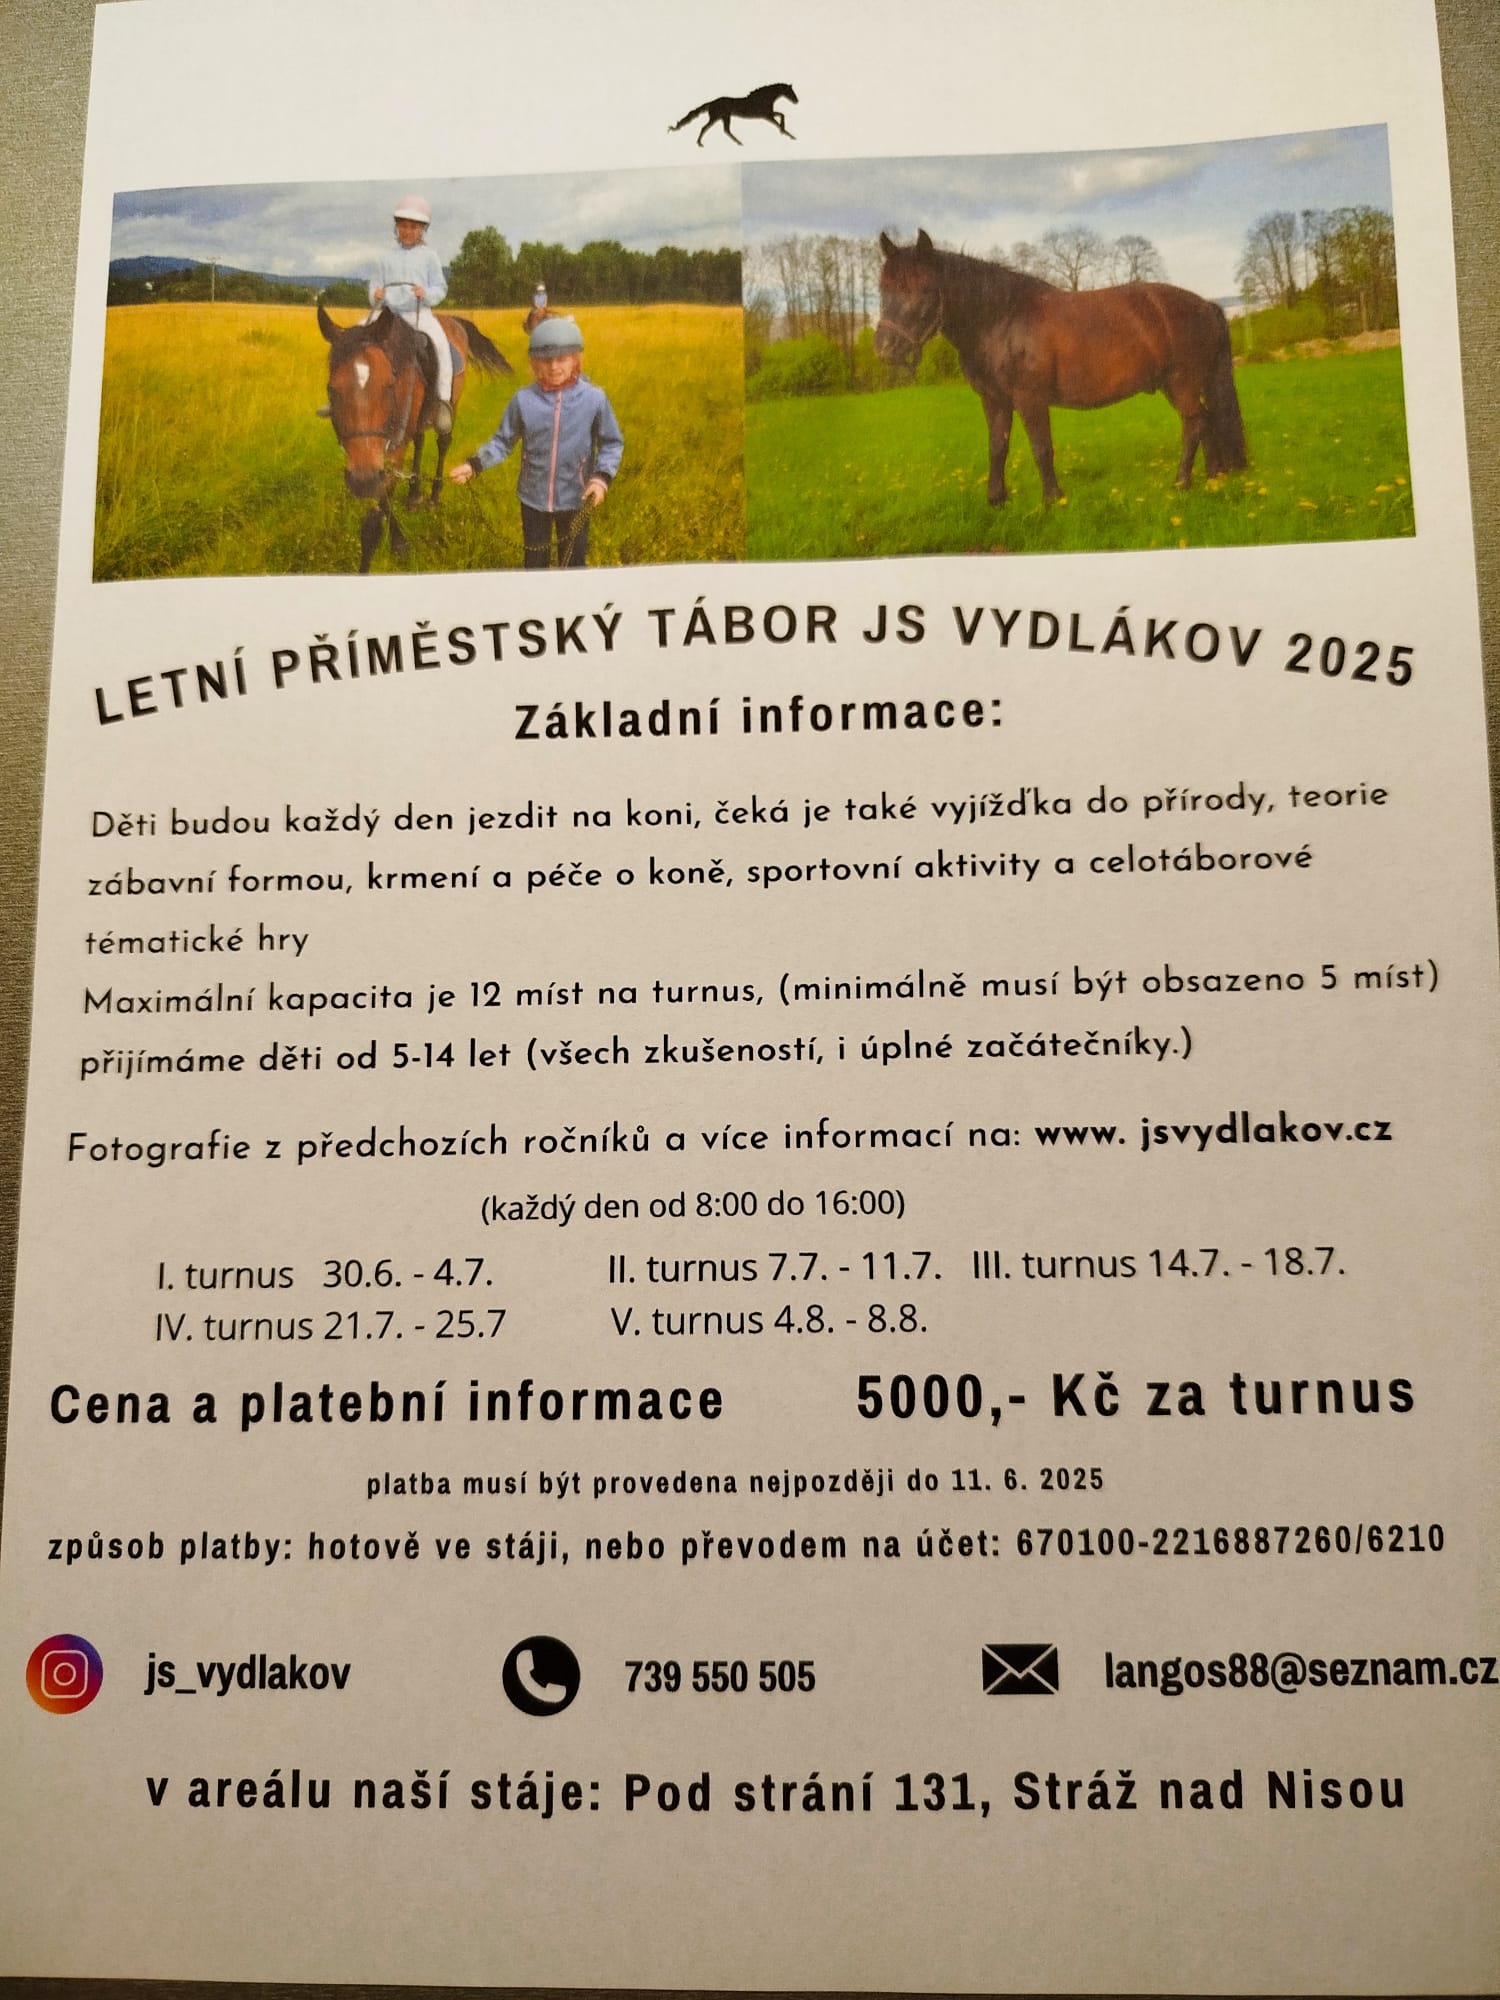 LETNÍ PŘÍMĚSTSKÝ TÁBOR JS VYDLÁKOV 2025
Základní informace:
Děti budou každý den jezdit na koni, čeká je také vyjížďka do přírody, teorie
zábavní formou, krmení a péče o koně, sportovní aktivity a celotáborové
tématické hry
Maximální kapacita je 12 míst na turnus, (minimálně musí být obsazeno 5 míst)
přijímáme děti od 5-14 let (všech zkušeností, i úplné začátečníky.)
Fotografie z předchozích ročníků a více informací na: www. jsvydlakov.cz
(každý den od 8:00 do 16:00)
I. turnus 30.6. - 4.7. II. turnus 7.7. - 11.7. III. turnus 14.7. - 18.7.
IV. turnus 21.7. - 25.7 V. turnus 4.8. - 8.8.
Cena a platební informace 5000,- Kč za turnus
platba musí být provedena nejpozději do 11. 6. 2025
způsob platby: hotově ve stáji, nebo převodem na účet: 670100-2216887260/6210
js_vydlakov 739 550 505 langos88@seznam.cz
v areálu naší stáje: Pod strání 131, Stráž nad Nisou